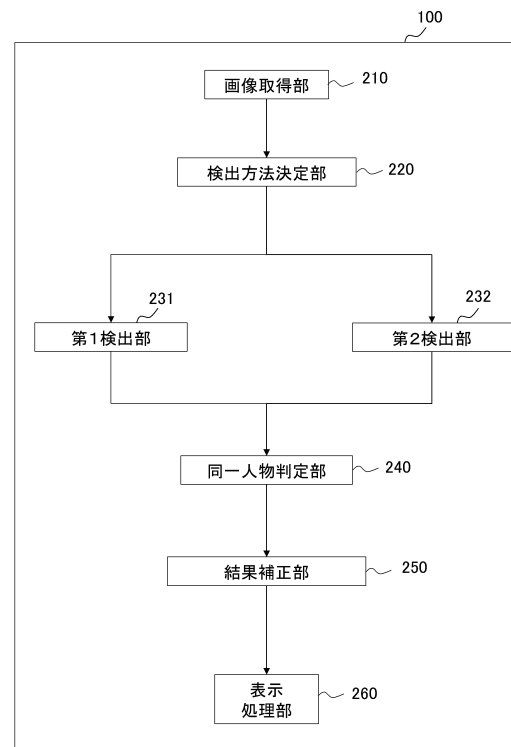 100
画像取得部
210
検出方法決定部
220
231
232
第1検出部
第2検出部
同一人物判定部
240
結果補正部
250
表示
処理部
260